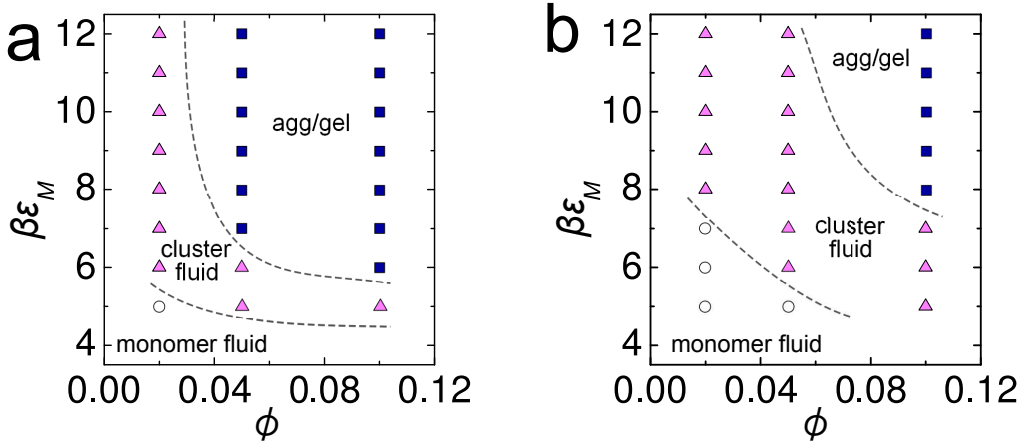 a
12
10
8
6
4
βε_M
agg/gel
cluster
fluid
monomer fluid
0.00 0.04 0.08 0.12
ϕ
b
12
10
8
6
4
βε_M
agg/gel
cluster
fluid
monomer fluid
0.00 0.04 0.08 0.12
ϕ